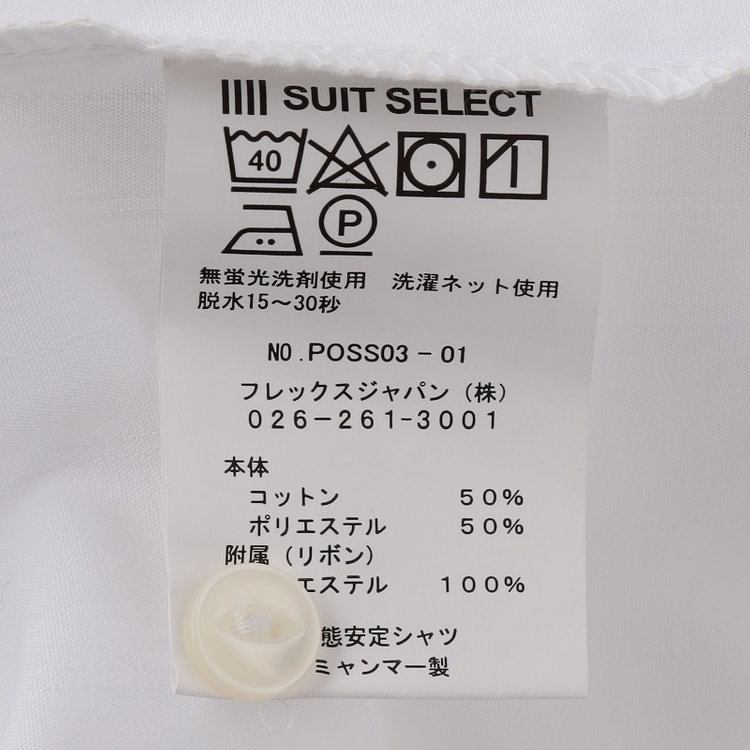 SUIT SELECT
40
P
無蛍光洗剤使用 洗濯ネット使用
脱水15〜30秒
NO.POSS03-01
フレックスジャパン(株)
026-261-3001
本体
コットン 50%
ポリエステル 50%
附属(リボン)
エステル 100%
態安定シャツ
ミャンマー製